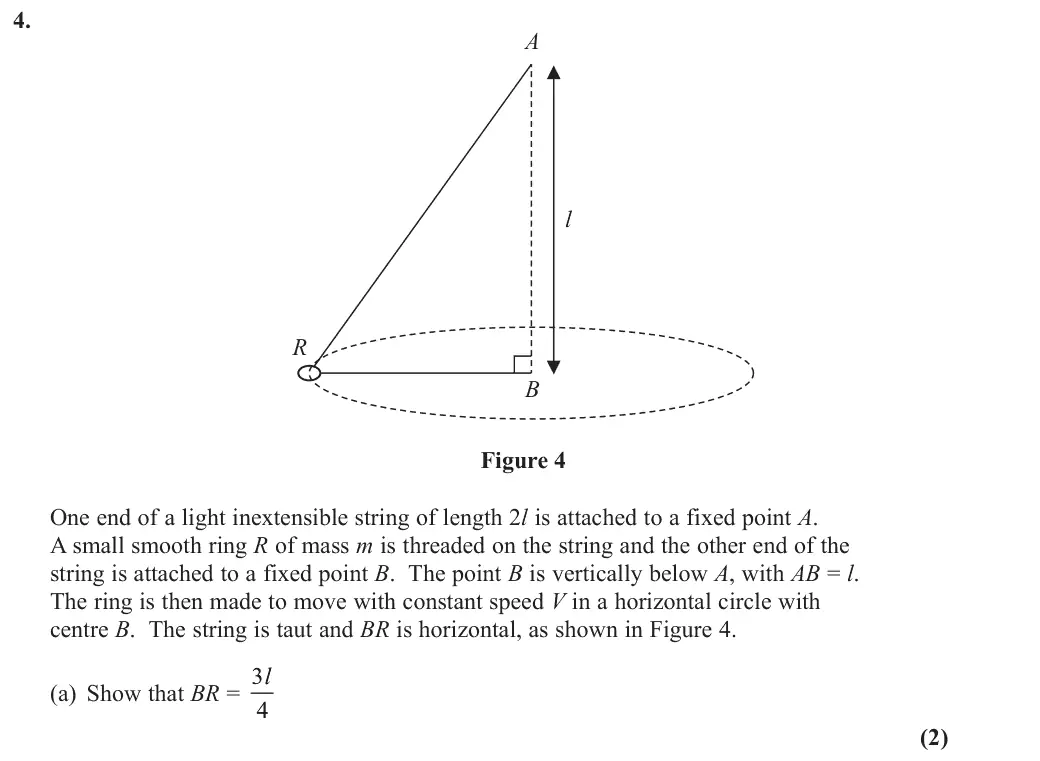 4.
A
l
R
B
Figure 4
One end of a light inextensible string of length 2l is attached to a fixed point A.
A small smooth ring R of mass m is threaded on the string and the other end of the
string is attached to a fixed point B. The point B is vertically below A, with AB = l.
The ring is then made to move with constant speed V in a horizontal circle with
centre B. The string is taut and BR is horizontal, as shown in Figure 4.
(a) Show that BR = 3l/4
(2)